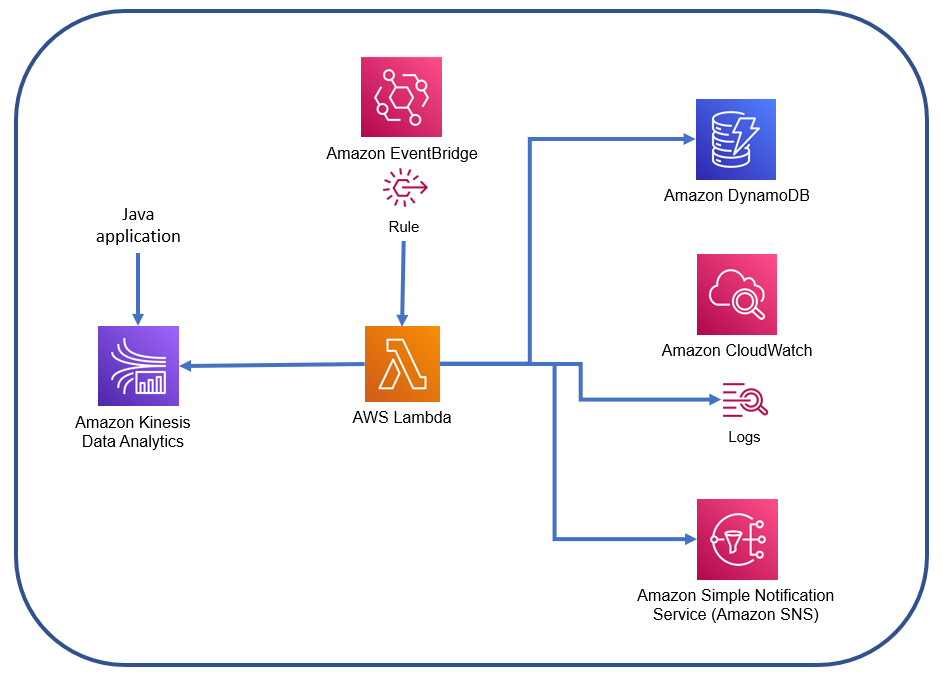 Amazon EventBridge
Rule
Java
application
Amazon Kinesis
Data Analytics
AWS Lambda
Amazon DynamoDB
Amazon CloudWatch
Logs
Amazon Simple Notification
Service (Amazon SNS)